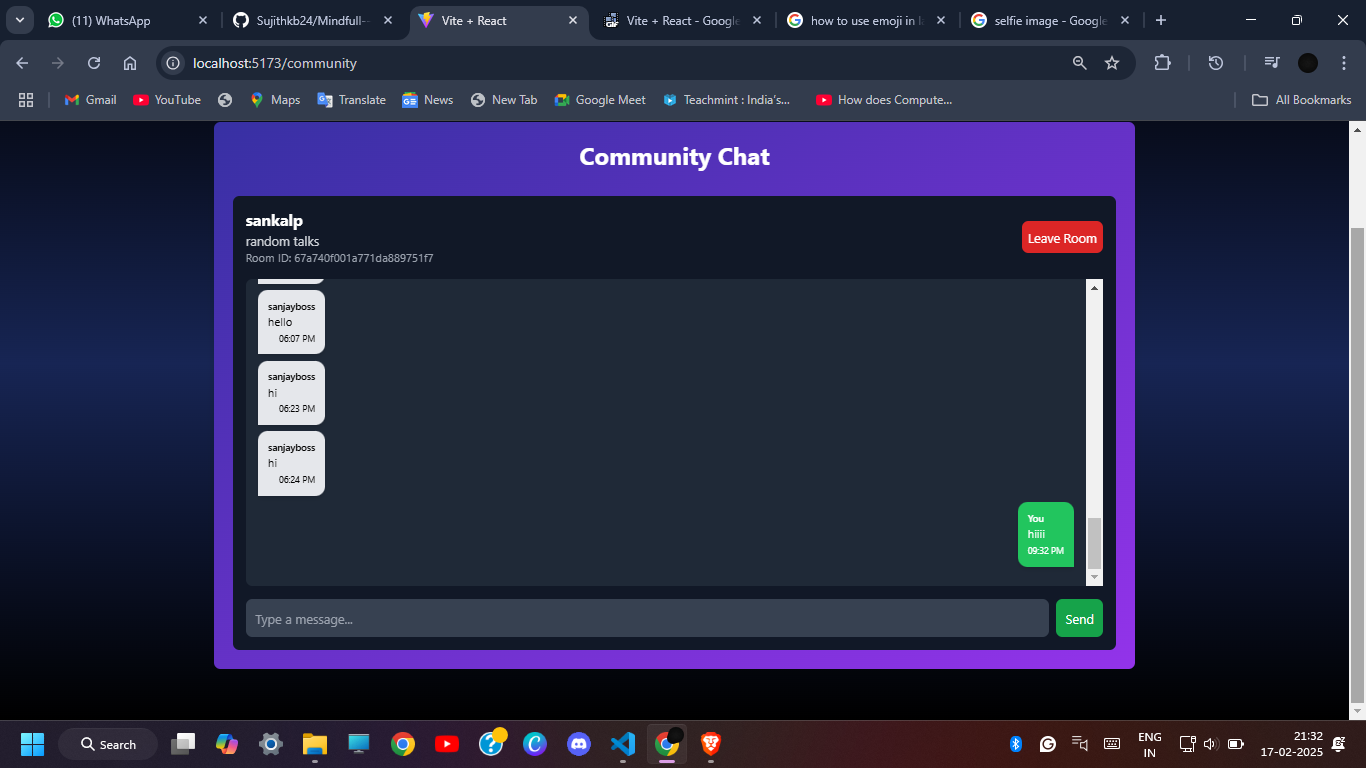 (11) WhatsApp
Sujithkb24/Mindfull--
Vite + React
Vite + React - Google
how to use emoji in la
selfie image - Google
localhost:5173/community
Gmail
YouTube
Maps
Translate
News
New Tab
Google Meet
Teachmint : India's...
How does Compute...
All Bookmarks
Community Chat
sankalp
random talks
Room ID: 67a740f001a771da889751f7
Leave Room
sanjayboss
hello
06:07 PM
sanjayboss
hi
06:23 PM
sanjayboss
hi
06:24 PM
You
hiiii
09:32 PM
Type a message...
Send
Search
ENG
IN
21:32
17-02-2025